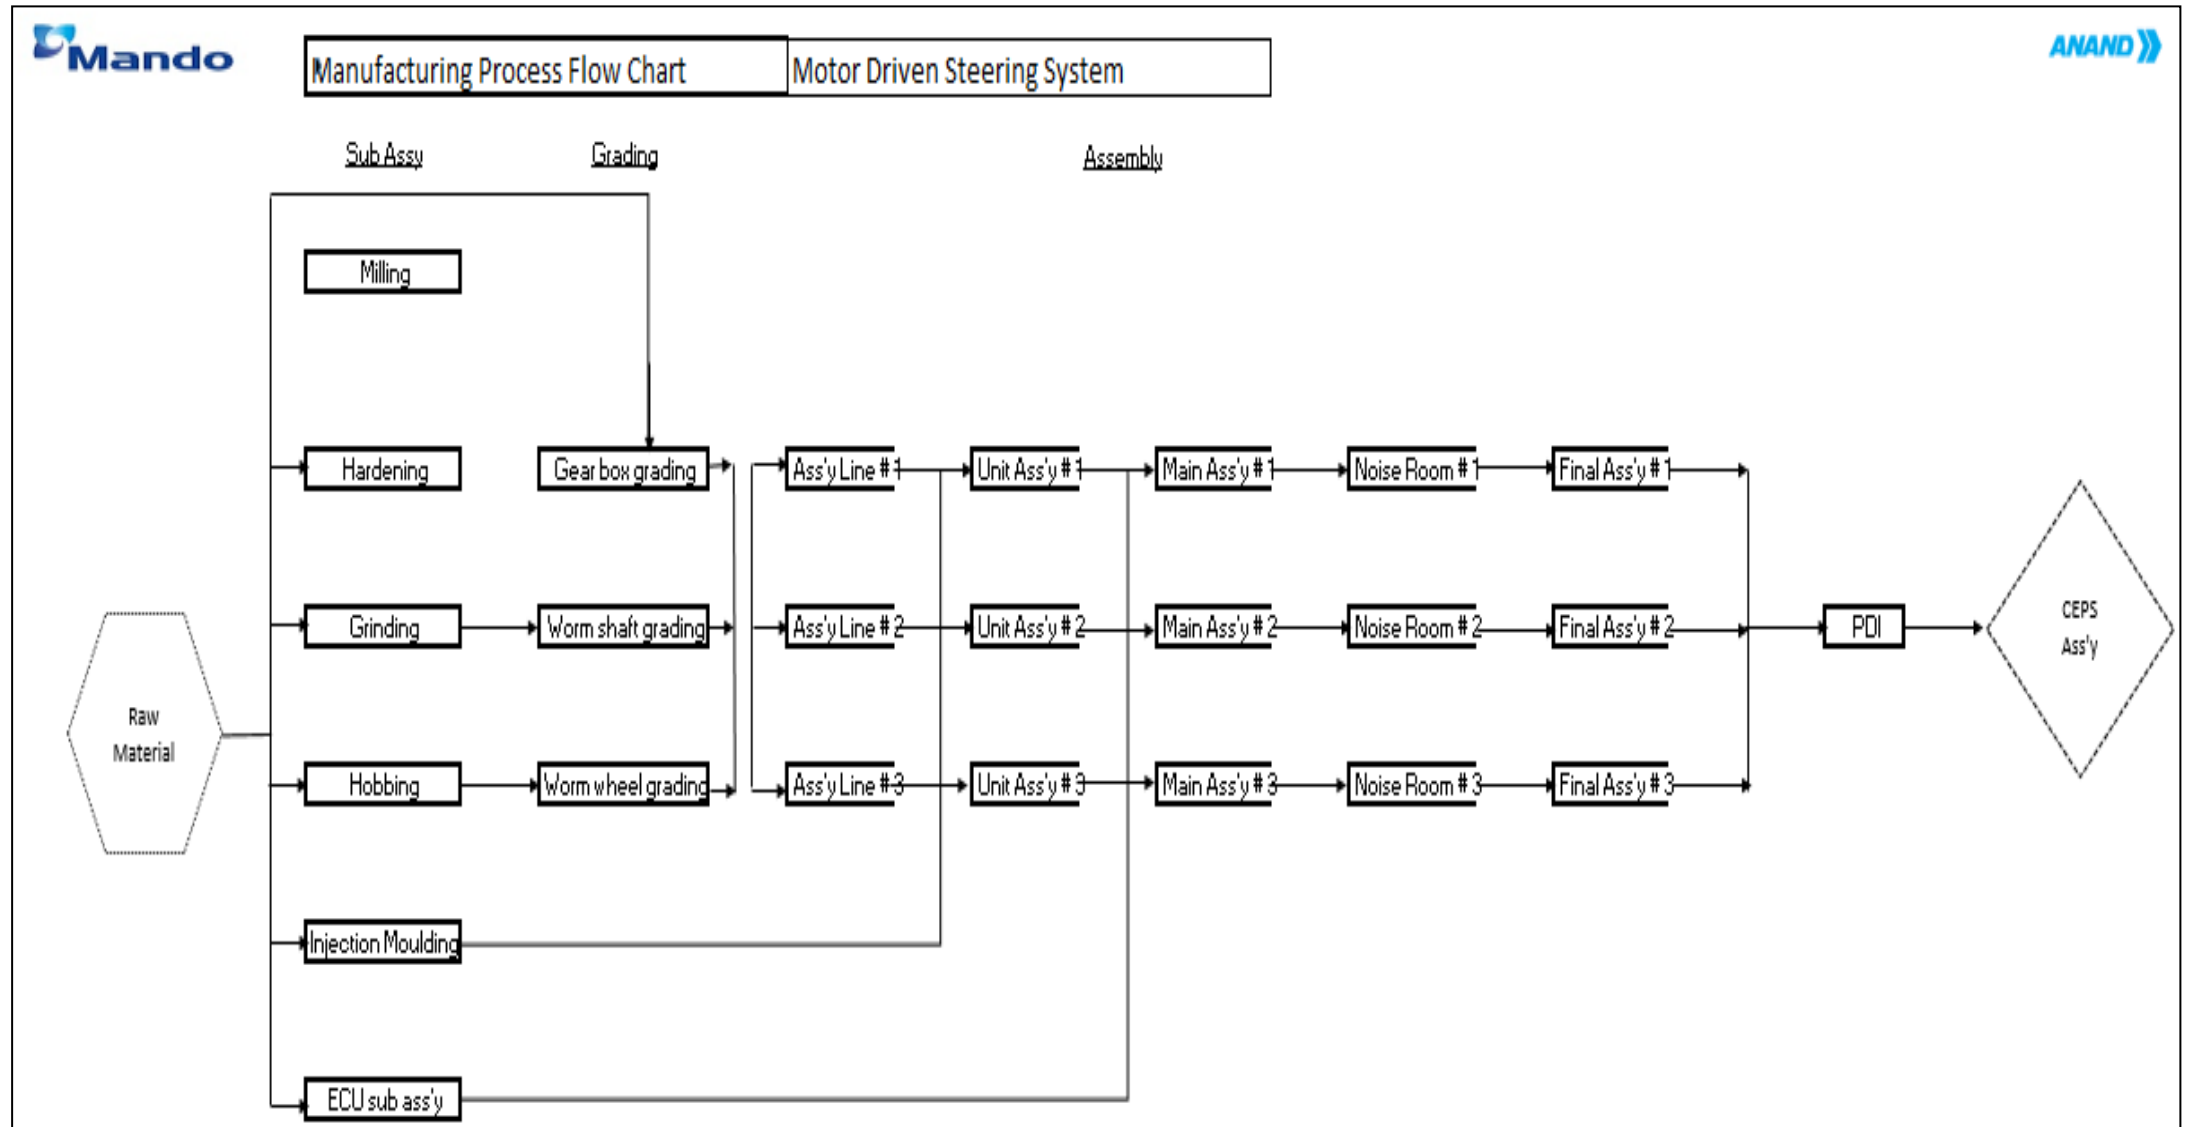 Mando
Manufacturing Process Flow Chart
Motor Driven Steering System
ANAND
Sub Assy
Grading
Assembly
Milling
Hardening
Gear box grading
Ass'y Line # 1
Unit Ass'y # 1
Main Ass'y # 1
Noise Room # 1
Final Ass'y # 1
Grinding
Worm shaft grading
Ass'y Line # 2
Unit Ass'y # 2
Main Ass'y # 2
Noise Room # 2
Final Ass'y # 2
PDI
CEPS
Ass'y
Raw
Material
Hobbing
Worm wheel grading
Ass'y Line # 3
Unit Ass'y # 3
Main Ass'y # 3
Noise Room # 3
Final Ass'y # 3
Injection Moulding
ECU sub ass'y